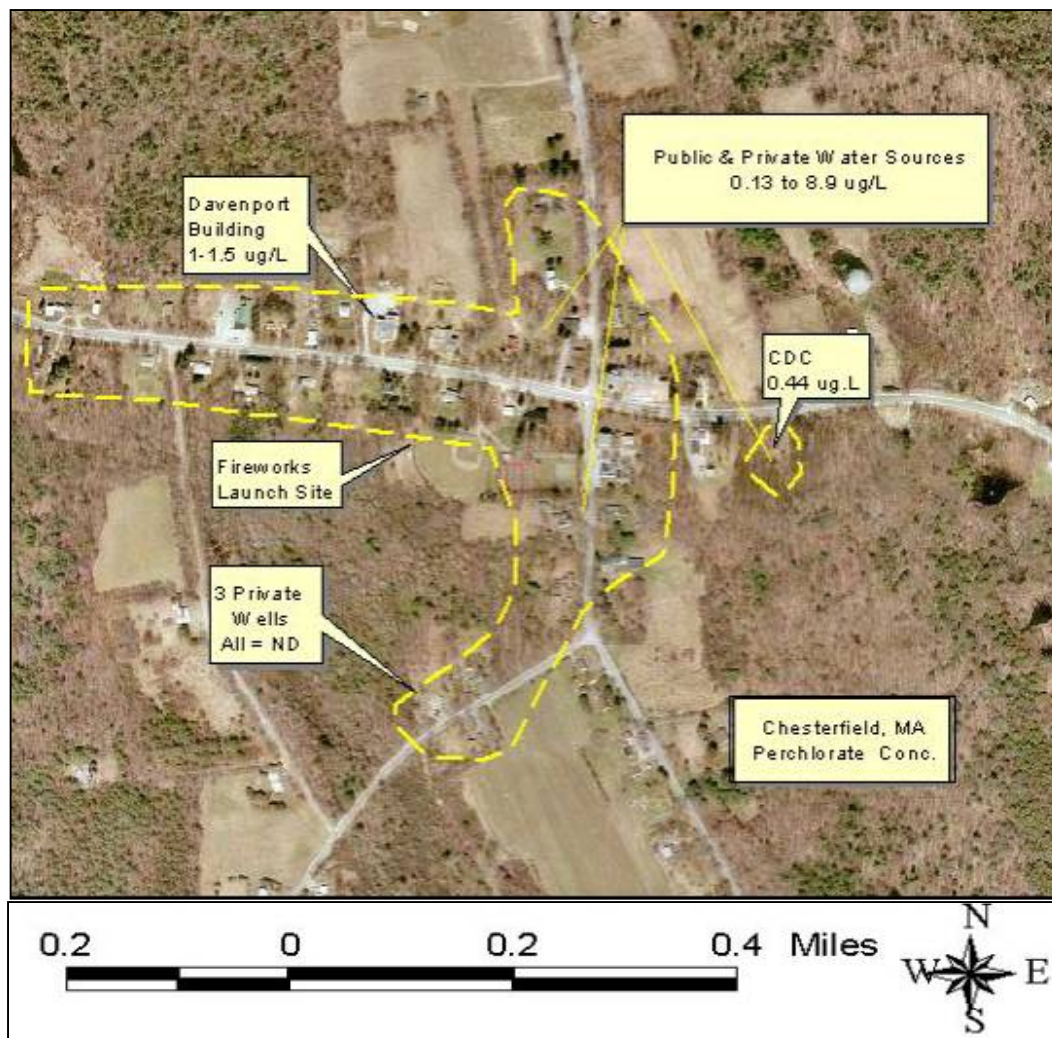 Public & Private Water Sources
0.13 to 8.9 ug/L
Davenport
Building
1-1.5 ug/L
CDC
0.44 ug.L
Fireworks
Launch Site
3 Private
Wells
All = ND
Chesterfield, MA
Perchlorate Conc.
0.2 0 0.2 0.4 Miles
N
W E
S